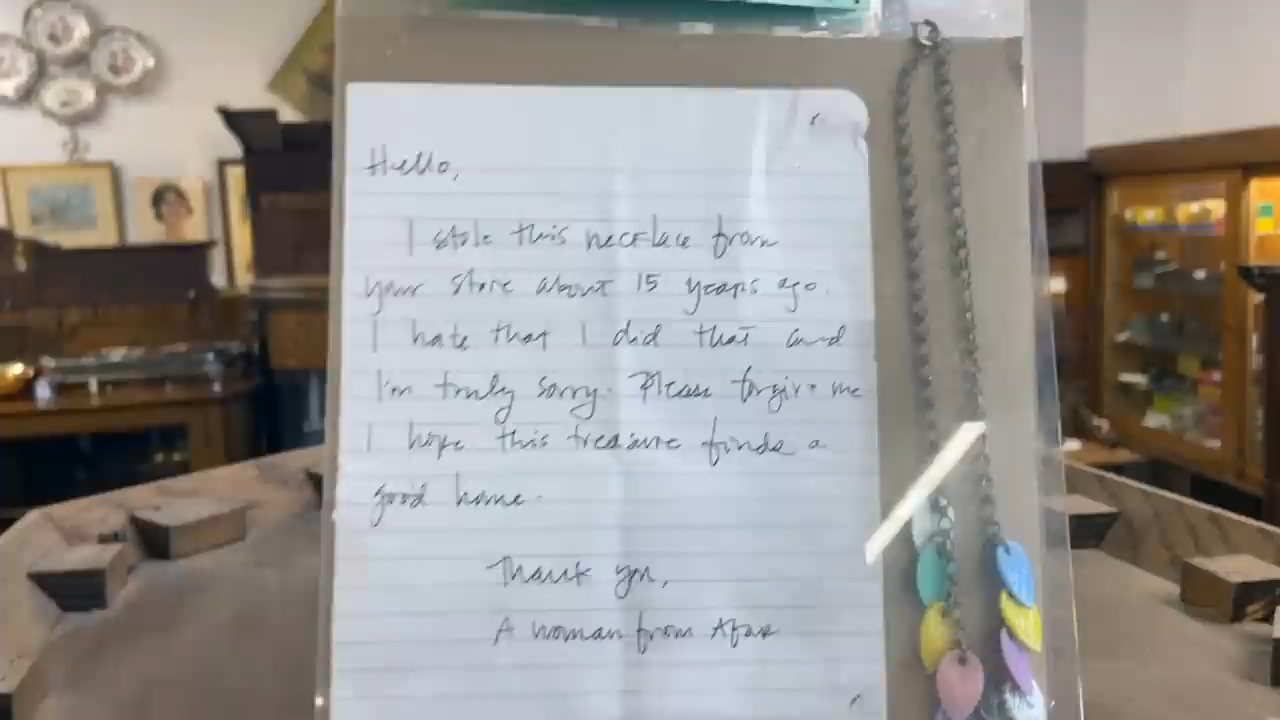 Hello,
I stole this necklace from
your store about 15 years ago.
I hate that I did that and
I'm truly sorry. Please forgive me
I hope this treasure finds a
good home.
Thank you,
A woman from Afar